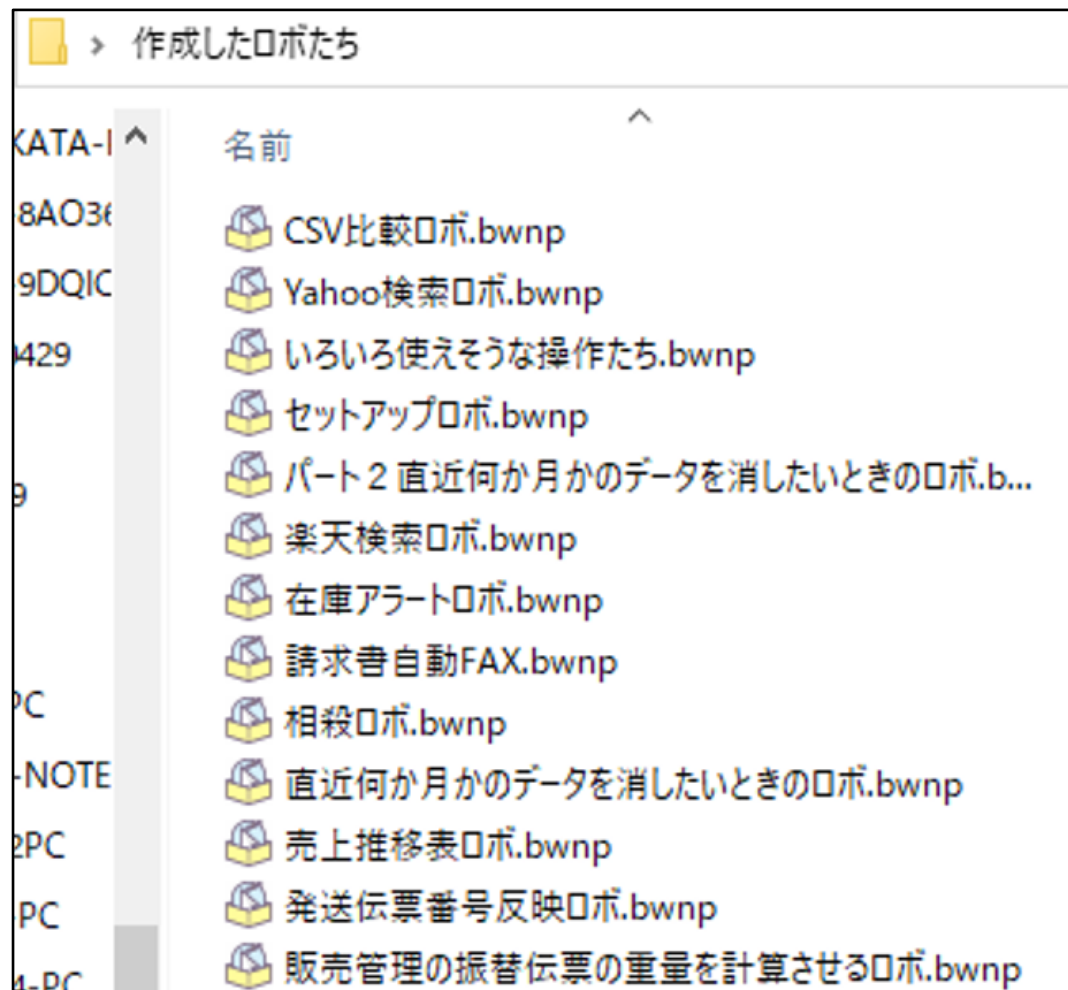 作成したロボたち
KATA-
-8AO36
-9DQIC
429
9
PC
-NOTE
2PC
-PC
4-PC
名前
CSV比較ロボ.bwnp
Yahoo検索ロボ.bwnp
いろいろ使えそうな操作たち.bwnp
セットアップロボ.bwnp
パート２直近何か月かのデータを消したいときのロボ.b...
楽天検索ロボ.bwnp
在庫アラートロボ.bwnp
請求書自動FAX.bwnp
相殺ロボ.bwnp
直近何か月かのデータを消したいときのロボ.bwnp
売上推移表ロボ.bwnp
発送伝票番号反映ロボ.bwnp
販売管理の振替伝票の重量を計算させるロボ.bwnp